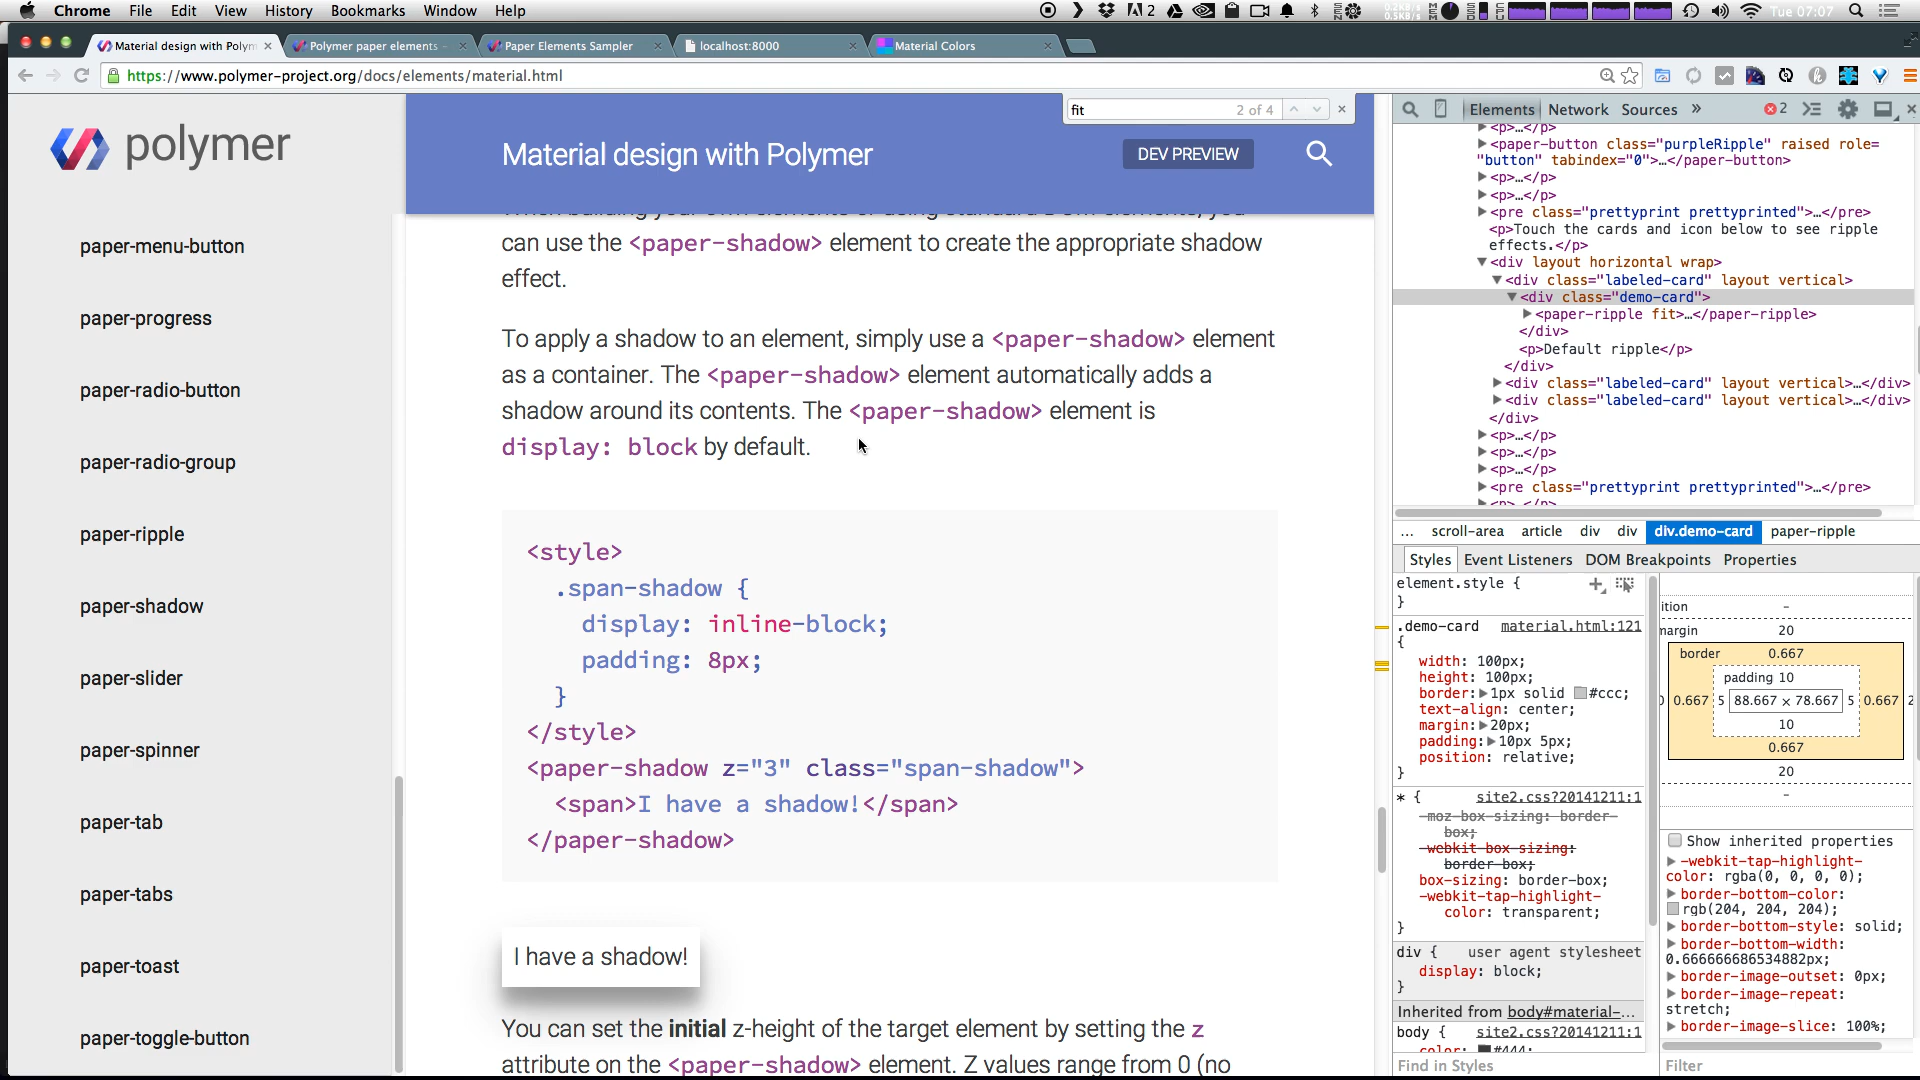 Chrome File Edit View History Bookmarks Window Help
2 Tue 07:07
Material design with Polym
Polymer paper elements
Paper Elements Sampler
localhost:8000
Material Colors
https://www.polymer-project.org/docs/elements/material.html
fit 2 of 4
polymer
paper-menu-button
paper-progress
paper-radio-button
paper-radio-group
paper-ripple
paper-shadow
paper-slider
paper-spinner
paper-tab
paper-tabs
paper-toast
paper-toggle-button
Material design with Polymer
DEV PREVIEW
can use the <paper-shadow> element to create the appropriate shadow
effect.
To apply a shadow to an element, simply use a <paper-shadow> element
as a container. The <paper-shadow> element automatically adds a
shadow around its contents. The <paper-shadow> element is
display: block by default.
<style>
.span-shadow {
display: inline-block;
padding: 8px;
}
</style>
<paper-shadow z="3" class="span-shadow">
<span>I have a shadow!</span>
</paper-shadow>
I have a shadow!
You can set the initial z-height of the target element by setting the z
attribute on the <paper-shadow> element. Z values range from 0 (no
Elements Network Sources » 2
<p>…</p>
<paper-button class="purpleRipple" raised role=
"button" tabindex="0">…</paper-button>
<p>…</p>
<p>…</p>
<pre class="prettyprint prettyprinted">…</pre>
<p>Touch the cards and icon below to see ripple
effects.</p>
<div layout horizontal wrap>
<div class="labeled-card" layout vertical>
<div class="demo-card">
<paper-ripple fit>…</paper-ripple>
</div>
<p>Default ripple</p>
</div>
<div class="labeled-card" layout vertical>…</div>
<div class="labeled-card" layout vertical>…</div>
</div>
<p>…</p>
<p>…</p>
<p>…</p>
<pre class="prettyprint prettyprinted">…</pre>
... scroll-area article div div div.demo-card paper-ripple
Styles Event Listeners DOM Breakpoints Properties
element.style {
}
.demo-card material.html:121
{
width: 100px;
height: 100px;
border: 1px solid #ccc;
text-align: center;
margin: 20px;
padding: 10px 5px;
position: relative;
}
* { site2.css?20141211:1
-moz-box-sizing: border-
box;
-webkit-box-sizing:
border-box;
box-sizing: border-box;
-webkit-tap-highlight-
color: transparent;
}
div { user agent stylesheet
display: block;
}
Inherited from body#material-...
body { site2.css?20141211:1
color: #444;
Find in Styles
ition -
margin 20
border 0.667
padding 10
0.667 5 88.667 × 78.667 5 0.667 2
10
0.667
20
-
Show inherited properties
-webkit-tap-highlight-
color: rgba(0, 0, 0, 0);
border-bottom-color:
rgb(204, 204, 204);
border-bottom-style: solid;
border-bottom-width:
0.666666686534882px;
border-image-outset: 0px;
border-image-repeat:
stretch;
border-image-slice: 100%;
Filter